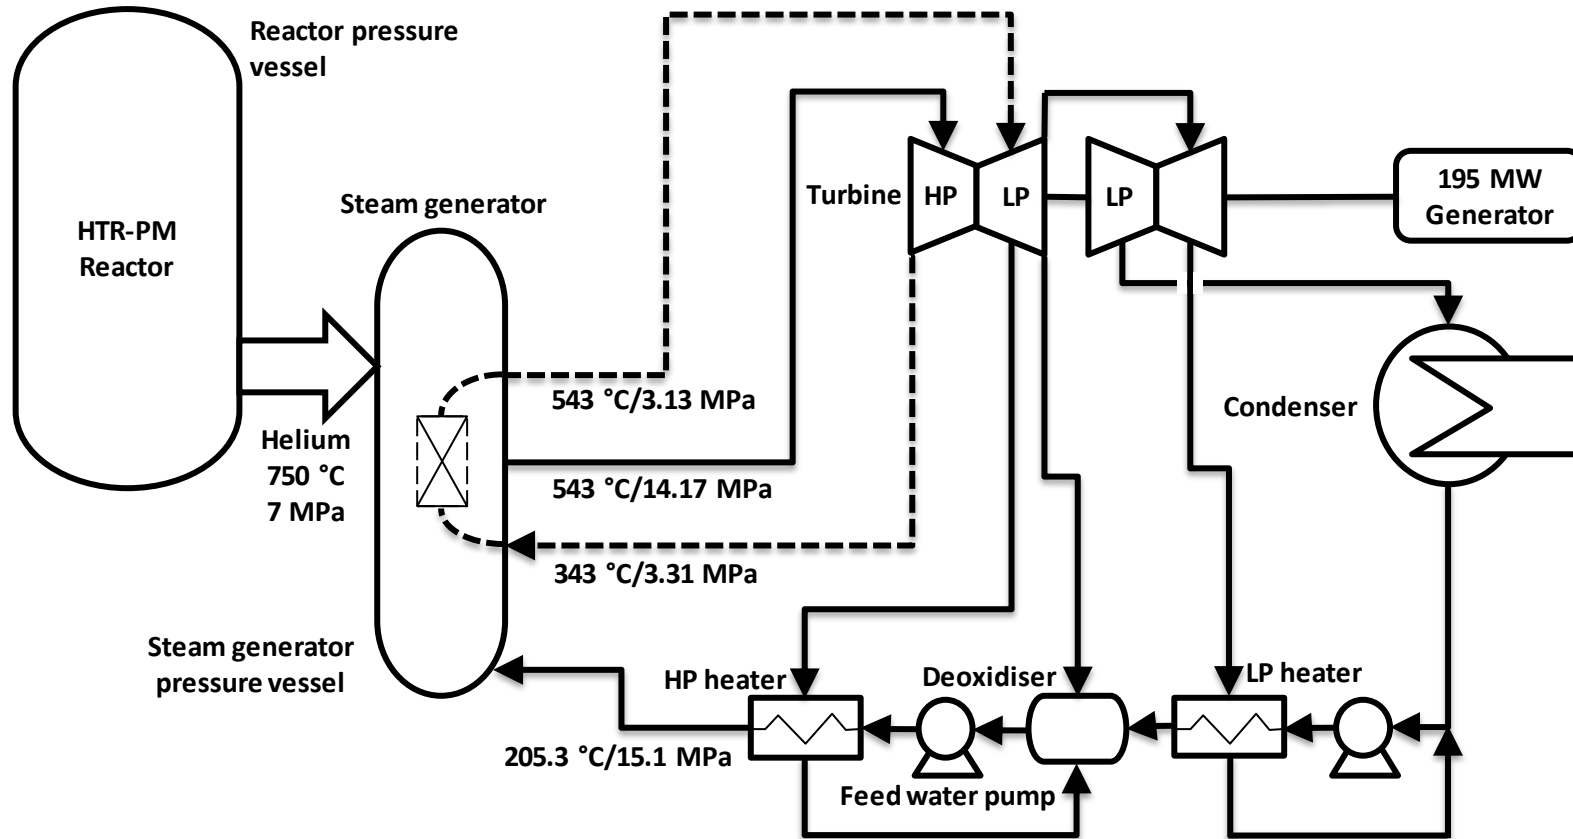 Reactor pressure
vessel
HTR-PM
Reactor
Helium
750 °C
7 MPa
Steam generator
Steam generator
pressure vessel
543 °C/3.13 MPa
543 °C/14.17 MPa
343 °C/3.31 MPa
205.3 °C/15.1 MPa
Turbine
HP
LP
LP
195 MW
Generator
Condenser
HP heater
Deoxidiser
LP heater
Feed water pump